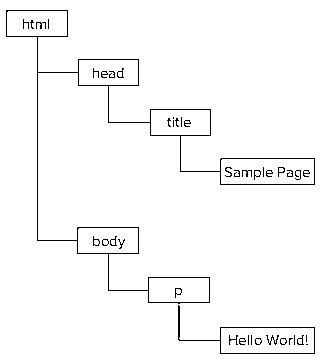 html
head
title
Sample Page
body
p
Hello World!